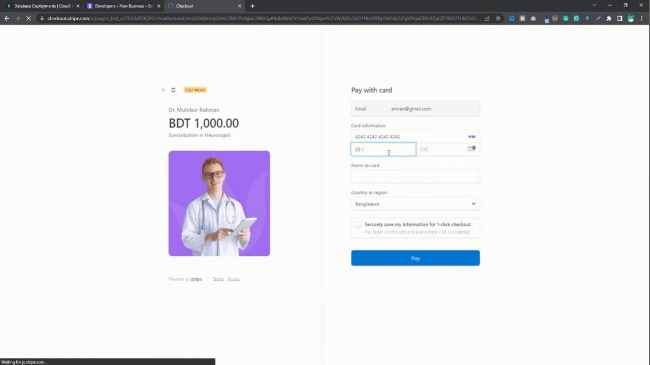 Database Deployments | Cloud:
Developers – New Business – St
Checkout
checkout.stripe.com
TEST MODE
Pay with card
Email emran@gmail.com
Dr. Muhibur Rahman
BDT 1,000.00
Specialization in Neurologist
Card information
4242 4242 4242 4242
VISA
03 /
CVC
Name on card
Country or region
Bangladesh
Securely save my information for 1-click checkout
Pay faster on this site and everywhere Link is accepted.
Pay
Powered by stripe
Terms
Privacy
Waiting for js.stripe.com...